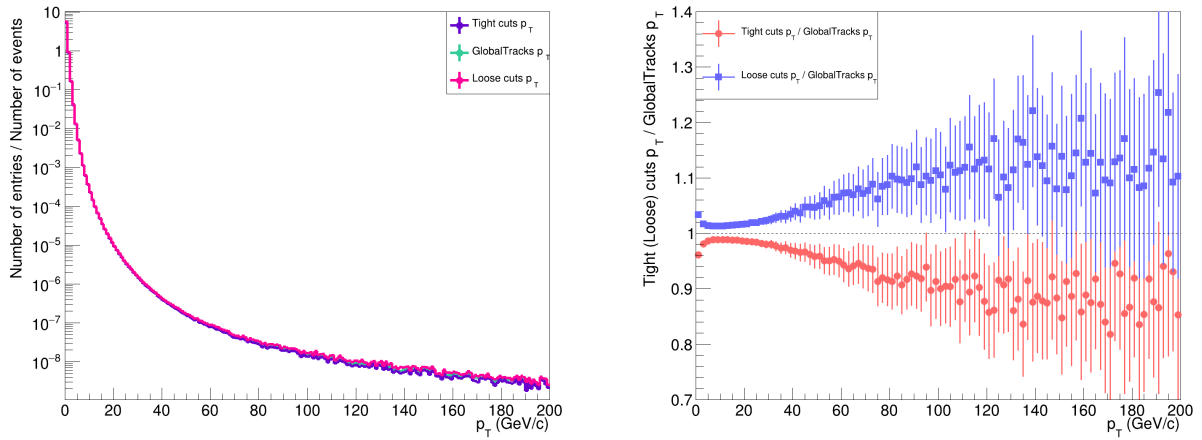 Number of entries / Number of events
10
1
10⁻¹
10⁻²
10⁻³
10⁻⁴
10⁻⁵
10⁻⁶
10⁻⁷
10⁻⁸
Tight cuts p_T
GlobalTracks p_T
Loose cuts p_T
0 20 40 60 80 100 120 140 160 180 200
p_T (GeV/c)
Tight (Loose) cuts p_T / GlobalTracks p_T
1.4
1.3
1.2
1.1
1
0.9
0.8
0.7
Tight cuts p_T / GlobalTracks p_T
Loose cuts p_T / GlobalTracks p_T
0 20 40 60 80 100 120 140 160 180 200
p_T (GeV/c)